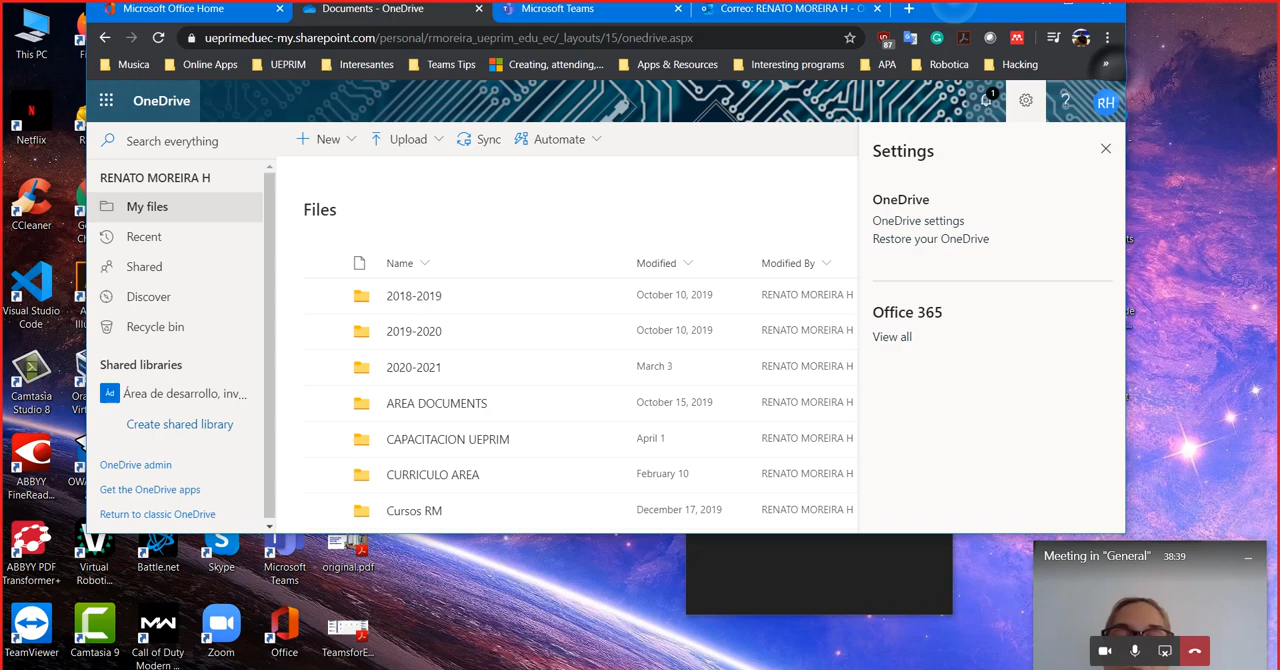 Microsoft Office Home
Documents - OneDrive
Microsoft Teams
Correo: RENATO MOREIRA H - O
ueprimeduec-my.sharepoint.com/personal/rmoreira_ueprim_edu_ec/_layouts/15/onedrive.aspx
87
Musica
Online Apps
UEPRIM
Interesantes
Teams Tips
Creating, attending,...
Apps & Resources
Interesting programs
APA
Robotica
Hacking
»
OneDrive
1
?
RH
Search everything
New
Upload
Sync
Automate
Settings
RENATO MOREIRA H
My files
Recent
Shared
Discover
Recycle bin
Shared libraries
Ád
Área de desarrollo, inv...
Create shared library
OneDrive admin
Get the OneDrive apps
Return to classic OneDrive
Files
Name
Modified
Modified By
2018-2019
October 10, 2019
RENATO MOREIRA H
2019-2020
October 10, 2019
RENATO MOREIRA H
2020-2021
March 3
RENATO MOREIRA H
AREA DOCUMENTS
October 15, 2019
RENATO MOREIRA H
CAPACITACION UEPRIM
April 1
RENATO MOREIRA H
CURRICULO AREA
February 10
RENATO MOREIRA H
Cursos RM
December 17, 2019
RENATO MOREIRA H
OneDrive
OneDrive settings
Restore your OneDrive
Office 365
View all
This PC
Netflix
CCleaner
Visual Studio
Code
Camtasia
Studio 8
ABBYY
FineRead...
ABBYY PDF
Transformer+
Virtual
Roboti...
Battle.net
Skype
Microsoft
Teams
original.pdf
TeamViewer
Camtasia 9
Call of Duty
Modern ...
Zoom
Office
TeamsforE...
Meeting in "General"
38:39